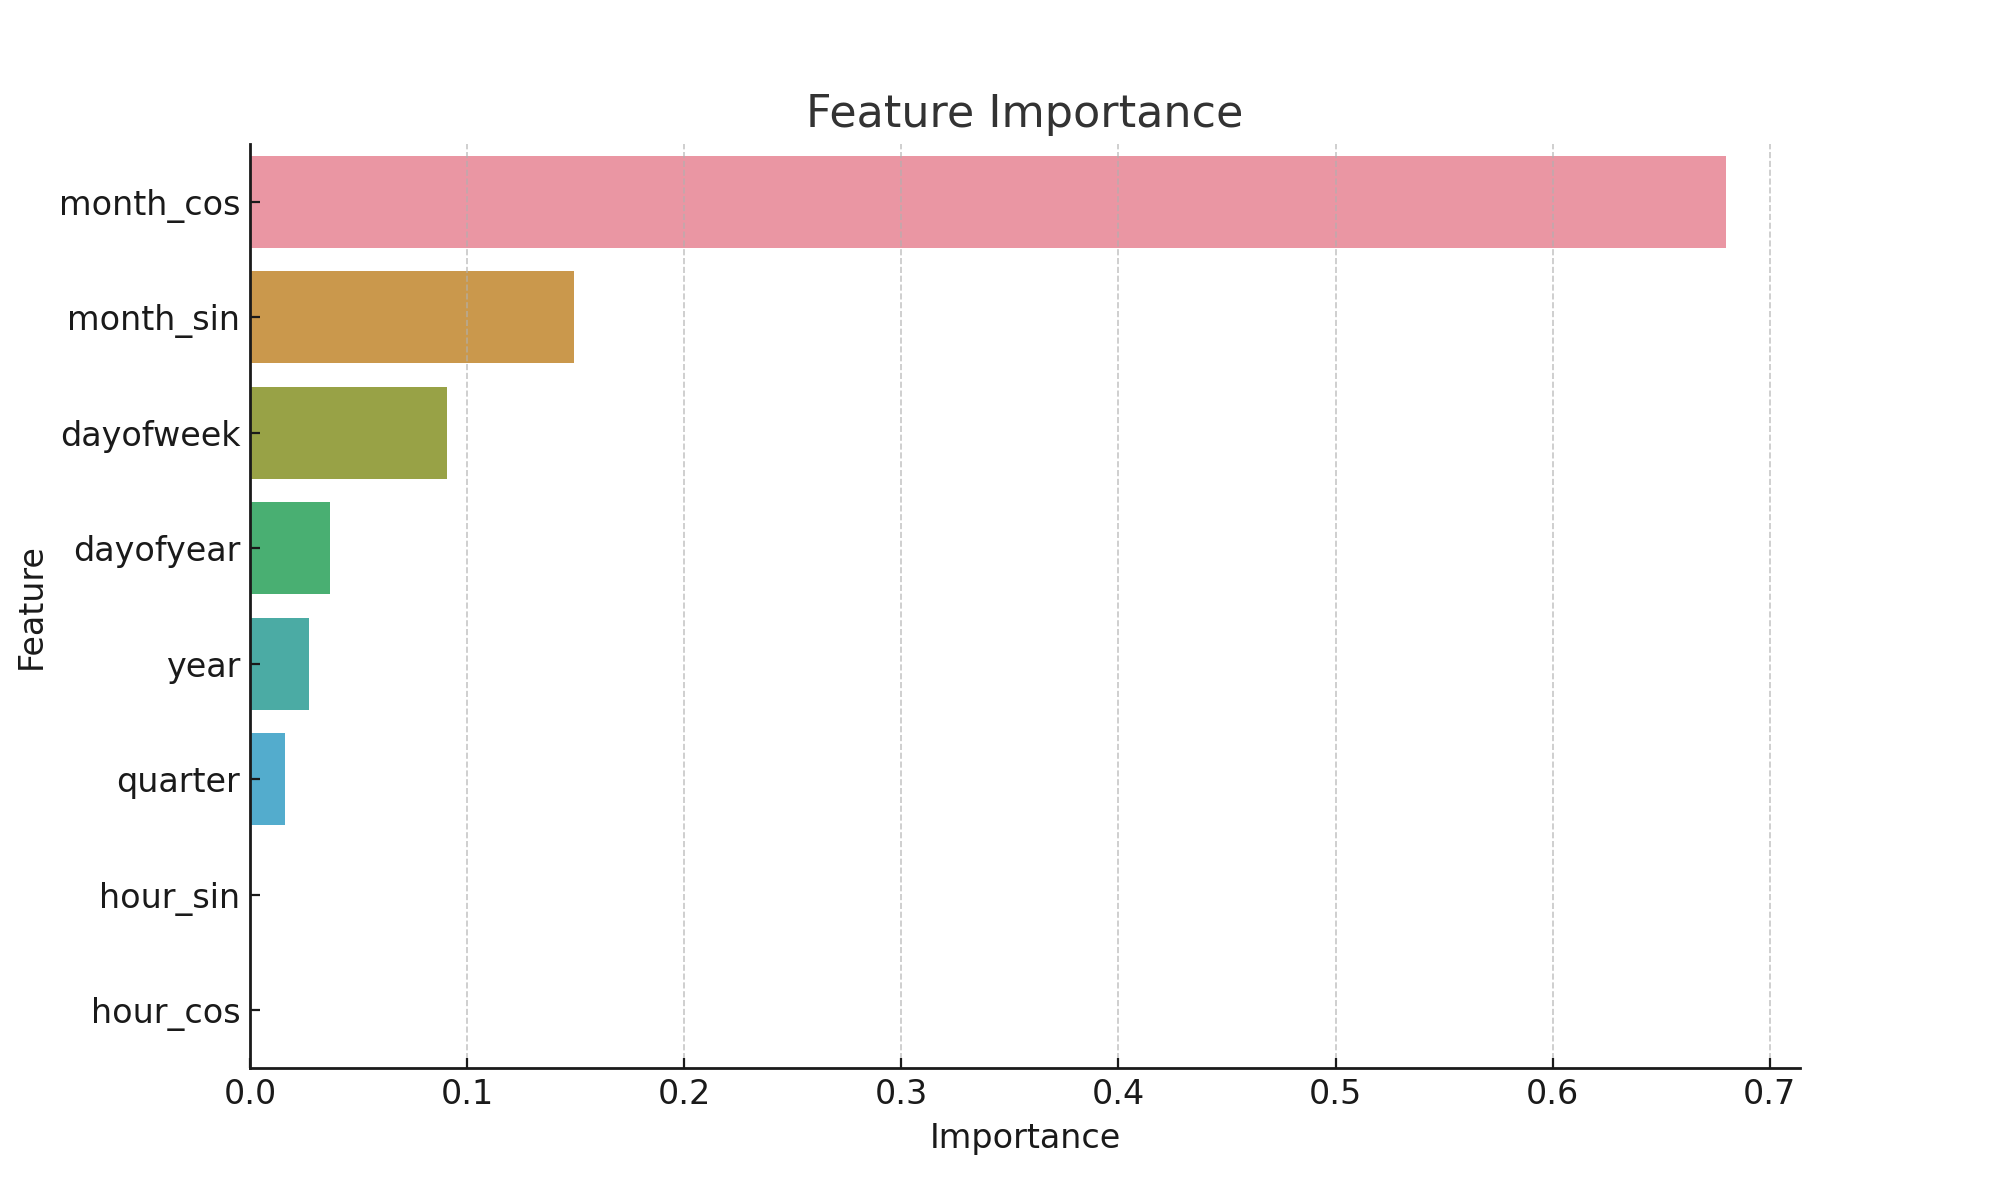 Feature Importance
month_cos
month_sin
dayofweek
dayofyear
year
quarter
hour_sin
hour_cos
Feature
0.0 0.1 0.2 0.3 0.4 0.5 0.6 0.7
Importance